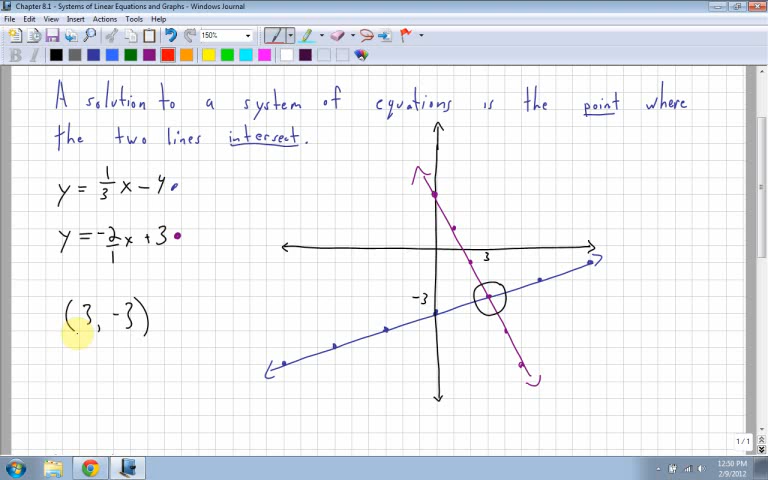 Chapter 8.1 - Systems of Linear Equations and Graphs - Windows Journal
File Edit View Insert Actions Tools Help
150%
B I
A solution to a system of equations is the point where
the two lines intersect.
y = 1/3 x - 4
y = -2/1 x + 3
(3, -3)
3
-3
1 / 1
12:50 PM
2/9/2012